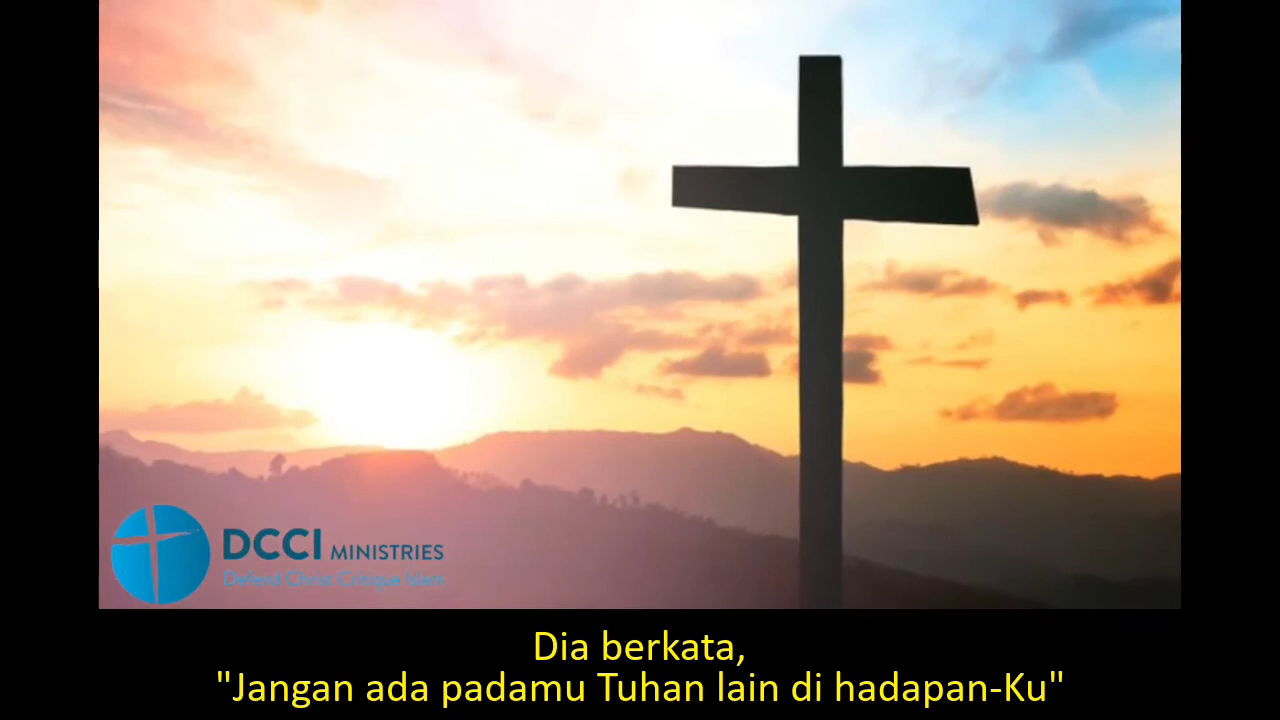 DCCI MINISTRIES
Defend Christ Critique Islam
Dia berkata,
"Jangan ada padamu Tuhan lain di hadapan-Ku"